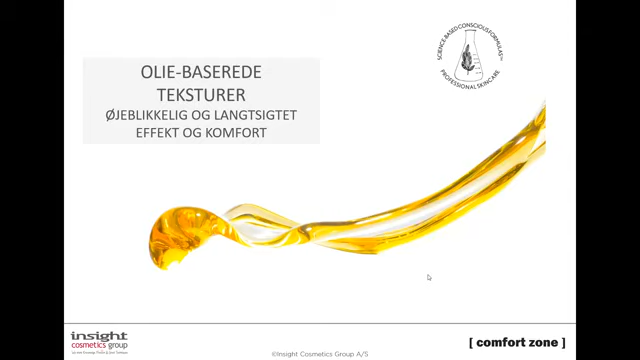 SCIENCE-BASED CONSCIOUS FORMULAS™
PROFESSIONAL SKINCARE
OLIE-BASEREDE
TEKSTURER
ØJEBLIKKELIG OG LANGTSIGTET
EFFEKT OG KOMFORT
insight
cosmetics group
[ comfort zone ]
©Insight Cosmetics Group A/S